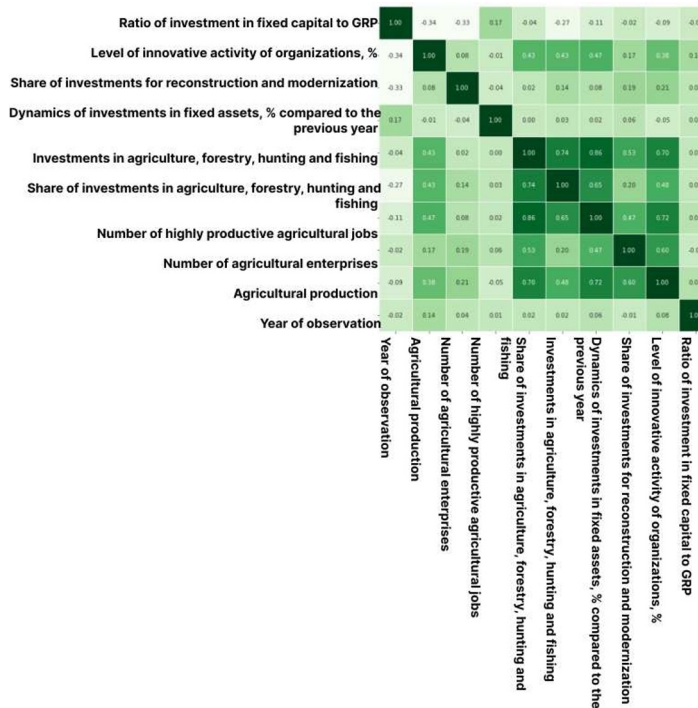 Ratio of investment in fixed capital to GRP
1.00 -0.34 -0.33 0.17 -0.04 -0.27 -0.11 -0.02 -0.09
Level of innovative activity of organizations, %
-0.34 1.00 0.08 -0.01 0.43 0.43 0.47 0.17 0.38
Share of investments for reconstruction and modernization
-0.33 0.08 1.00 -0.04 0.02 0.14 0.08 0.19 0.21
Dynamics of investments in fixed assets, % compared to the
previous year
0.17 -0.01 -0.04 1.00 0.00 0.03 0.02 0.06 -0.05
Investments in agriculture, forestry, hunting and fishing
-0.04 0.43 0.02 0.00 1.00 0.74 0.86 0.53 0.70
Share of investments in agriculture, forestry, hunting and
fishing
-0.27 0.43 0.14 0.03 0.74 1.00 0.65 0.20 0.48
Number of highly productive agricultural jobs
-0.11 0.47 0.08 0.02 0.86 0.65 1.00 0.47 0.72
Number of agricultural enterprises
-0.02 0.17 0.19 0.06 0.53 0.20 0.47 1.00 0.60
Agricultural production
-0.09 0.38 0.21 -0.05 0.70 0.48 0.72 0.60 1.00
Year of observation
-0.02 0.14 0.04 0.01 0.02 0.02 0.06 -0.01 0.08
Year of observation
Agricultural production
Number of agricultural enterprises
Number of highly productive agricultural jobs
Share of investments in agriculture, forestry, hunting and
fishing
Investments in agriculture, forestry, hunting and fishing
Dynamics of investments in fixed assets, % compared to the
previous year
Share of investments for reconstruction and modernization
Level of innovative activity of organizations, %
Ratio of investment in fixed capital to GRP